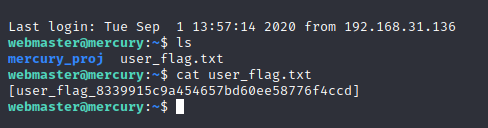 Last login: Tue Sep  1 13:57:14 2020 from 192.168.31.136
webmaster@mercury:~$ ls
mercury_proj  user_flag.txt
webmaster@mercury:~$ cat user_flag.txt
[user_flag_8339915c9a454657bd60ee58776f4ccd]
webmaster@mercury:~$